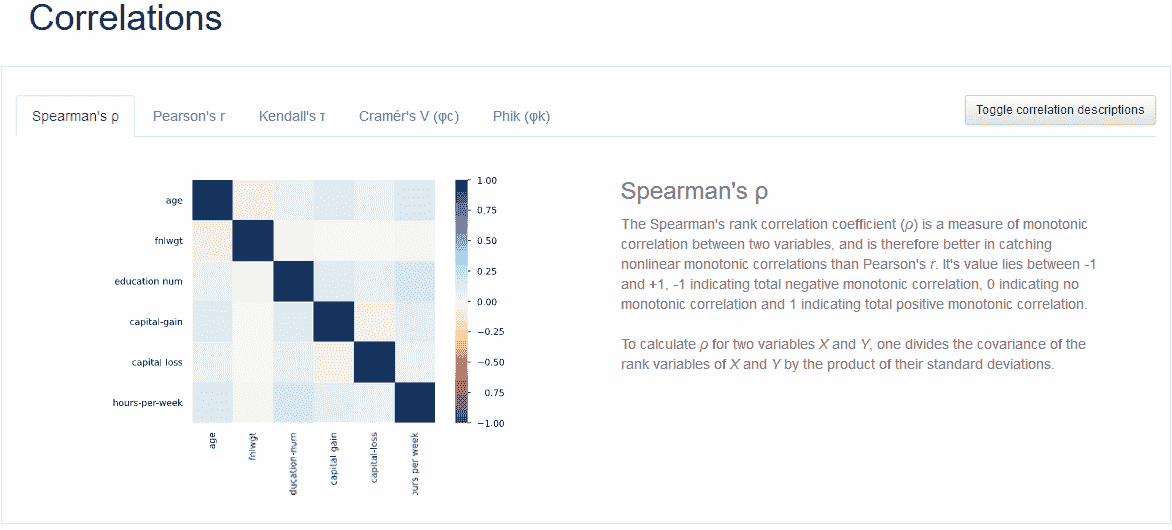 Correlations
Spearman's ρ
Pearson's r
Kendall's τ
Cramér's V (φc)
Phik (φk)
Toggle correlation descriptions
age
fnlwgt
education num
capital-gain
capital loss
hours-per-week
age
fnlwgt
ducation-num
capital gain
capital-loss
ours per week
1.00
0.75
0.50
0.25
0.00
−0.25
−0.50
0.75
−1.00
Spearman's ρ
The Spearman's rank correlation coefficient (ρ) is a measure of monotonic
correlation between two variables, and is therefore better in catching
nonlinear monotonic correlations than Pearson's r. It's value lies between -1
and +1, -1 indicating total negative monotonic correlation, 0 indicating no
monotonic correlation and 1 indicating total positive monotonic correlation.
To calculate ρ for two variables X and Y, one divides the covariance of the
rank variables of X and Y by the product of their standard deviations.